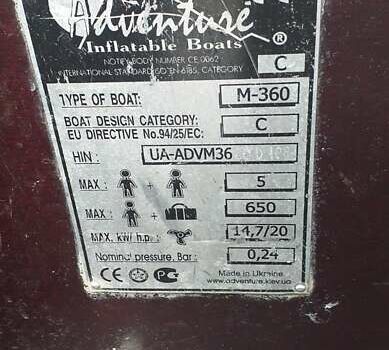 Adventure ®
Inflatable Boats
NOTIFY BODY NUMBER CE 0062
INTERNATIONAL STANDARD ISO EN 6185, CATEGORY C
TYPE OF BOAT: M-360
BOAT DESIGN CATEGORY: C
EU DIRECTIVE No.94/25/EC:
HIN: UA-ADVM36
MAX: + 5
MAX: + 650
MAX. kW/ h.p.: 14,7/20
Nominal pressure, Bar: 0,24
CE
Made in Ukraine
www.adventure.kiev.ua